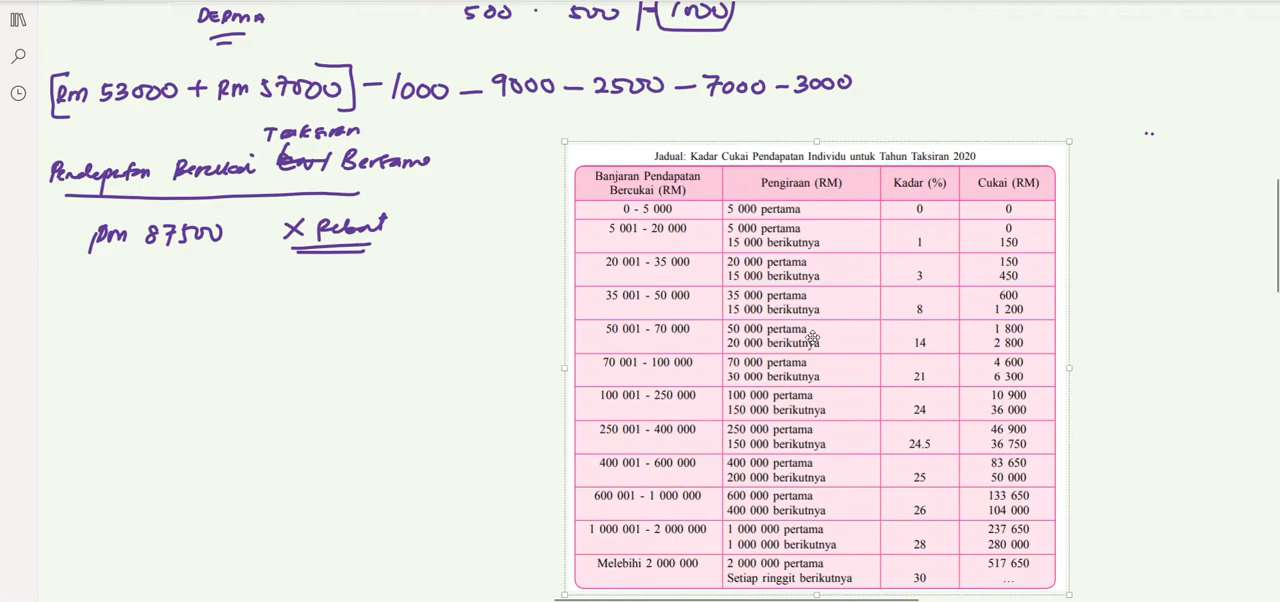 DERMA
500 . 500 1000
[Rm 53000 + Rm 57000] - 1000 - 9000 - 2500 - 7000 - 3000
Taksiran
Pendapatan Bercukai Bersama
Rm 87500 X Rebat
Jadual: Kadar Cukai Pendapatan Individu untuk Tahun Taksiran 2020
Banjaran Pendapatan Bercukai (RM) Pengiraan (RM) Kadar (%) Cukai (RM)
0 - 5 000 5 000 pertama 0 0
5 001 - 20 000 5 000 pertama 0
15 000 berikutnya 1 150
20 001 - 35 000 20 000 pertama 150
15 000 berikutnya 3 450
35 001 - 50 000 35 000 pertama 600
15 000 berikutnya 8 1 200
50 001 - 70 000 50 000 pertama 1 800
20 000 berikutnya 14 2 800
70 001 - 100 000 70 000 pertama 4 600
30 000 berikutnya 21 6 300
100 001 - 250 000 100 000 pertama 10 900
150 000 berikutnya 24 36 000
250 001 - 400 000 250 000 pertama 46 900
150 000 berikutnya 24.5 36 750
400 001 - 600 000 400 000 pertama 83 650
200 000 berikutnya 25 50 000
600 001 - 1 000 000 600 000 pertama 133 650
400 000 berikutnya 26 104 000
1 000 001 - 2 000 000 1 000 000 pertama 237 650
1 000 000 berikutnya 28 280 000
Melebihi 2 000 000 2 000 000 pertama 517 650
Setiap ringgit berikutnya 30 ...